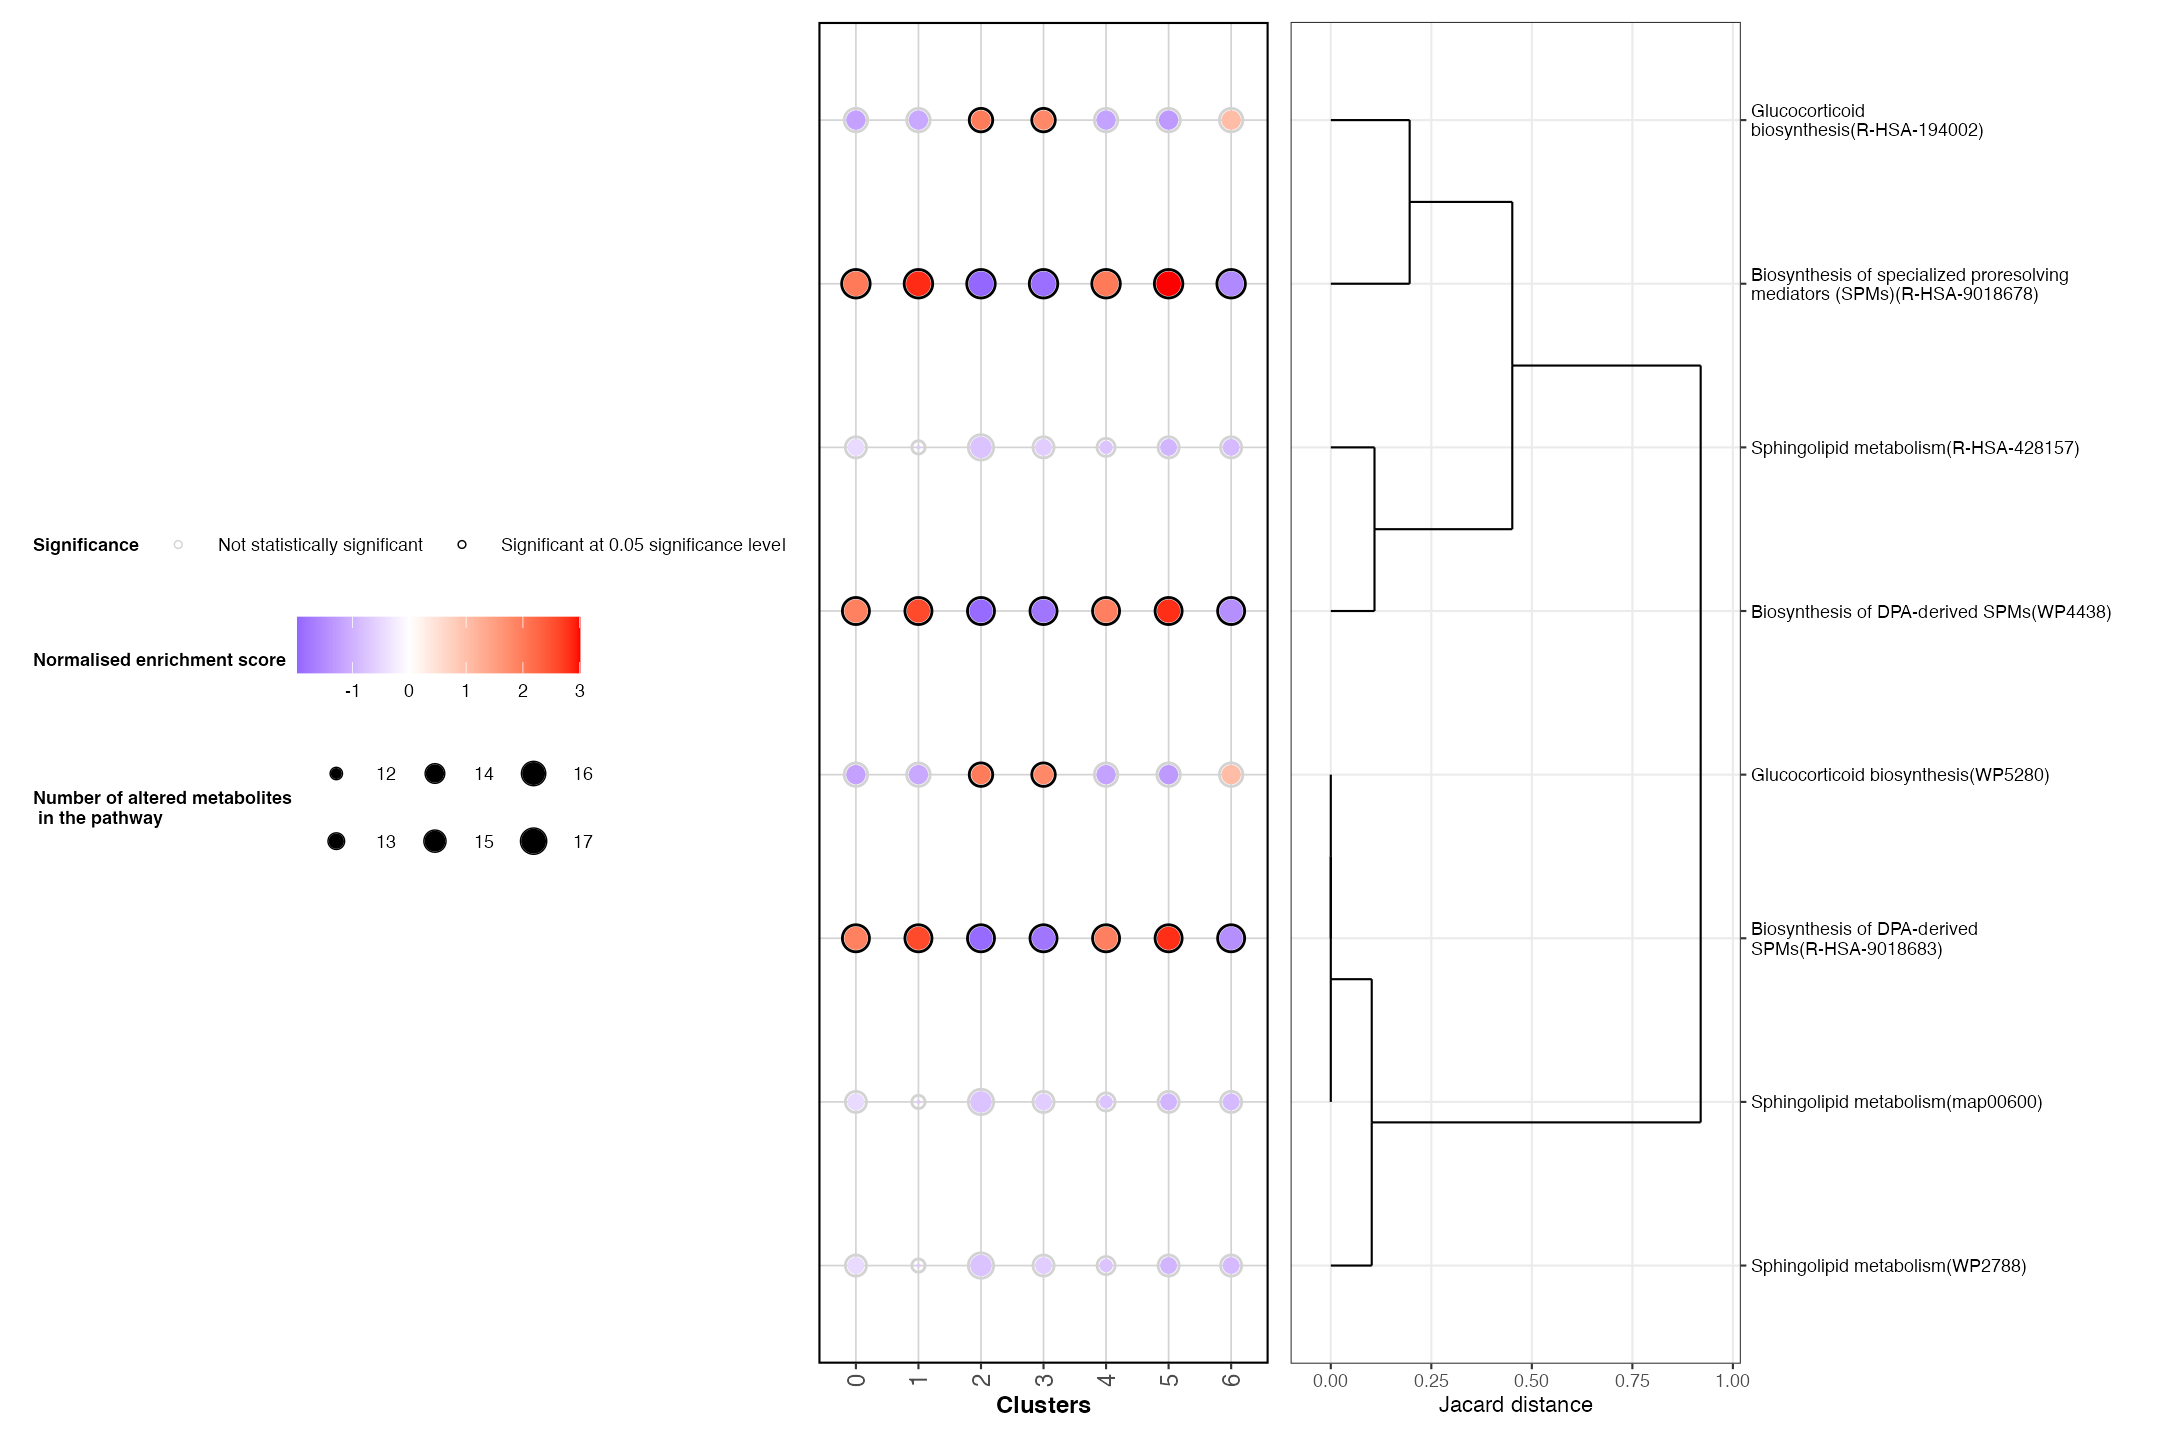 Glucocorticoid
biosynthesis(R-HSA-194002)
Biosynthesis of specialized proresolving
mediators (SPMs)(R-HSA-9018678)
Sphingolipid metabolism(R-HSA-428157)
Significance
Not statistically significant
Significant at 0.05 significance level
Biosynthesis of DPA-derived SPMs(WP4438)
Normalised enrichment score
-1 0 1 2 3
Number of altered metabolites
in the pathway
12 14 16
13 15 17
Glucocorticoid biosynthesis(WP5280)
Biosynthesis of DPA-derived
SPMs(R-HSA-9018683)
Sphingolipid metabolism(map00600)
Sphingolipid metabolism(WP2788)
0 1 2 3 4 5 6
Clusters
0.00 0.25 0.50 0.75 1.00
Jacard distance